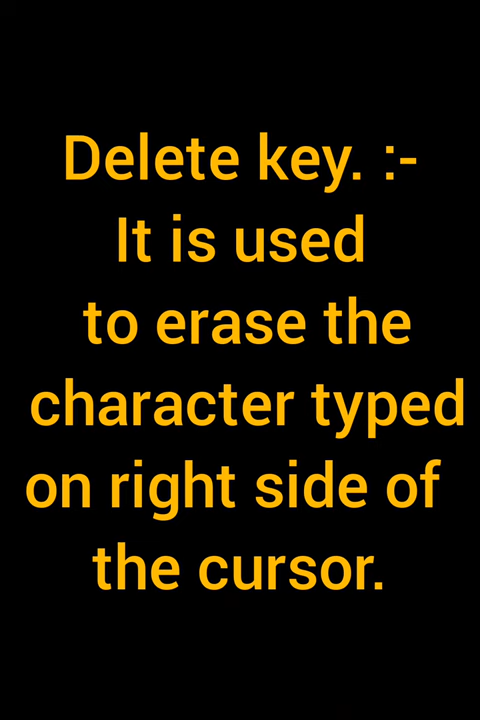 Delete key. :-
It is used
to erase the
character typed
on right side of
the cursor.